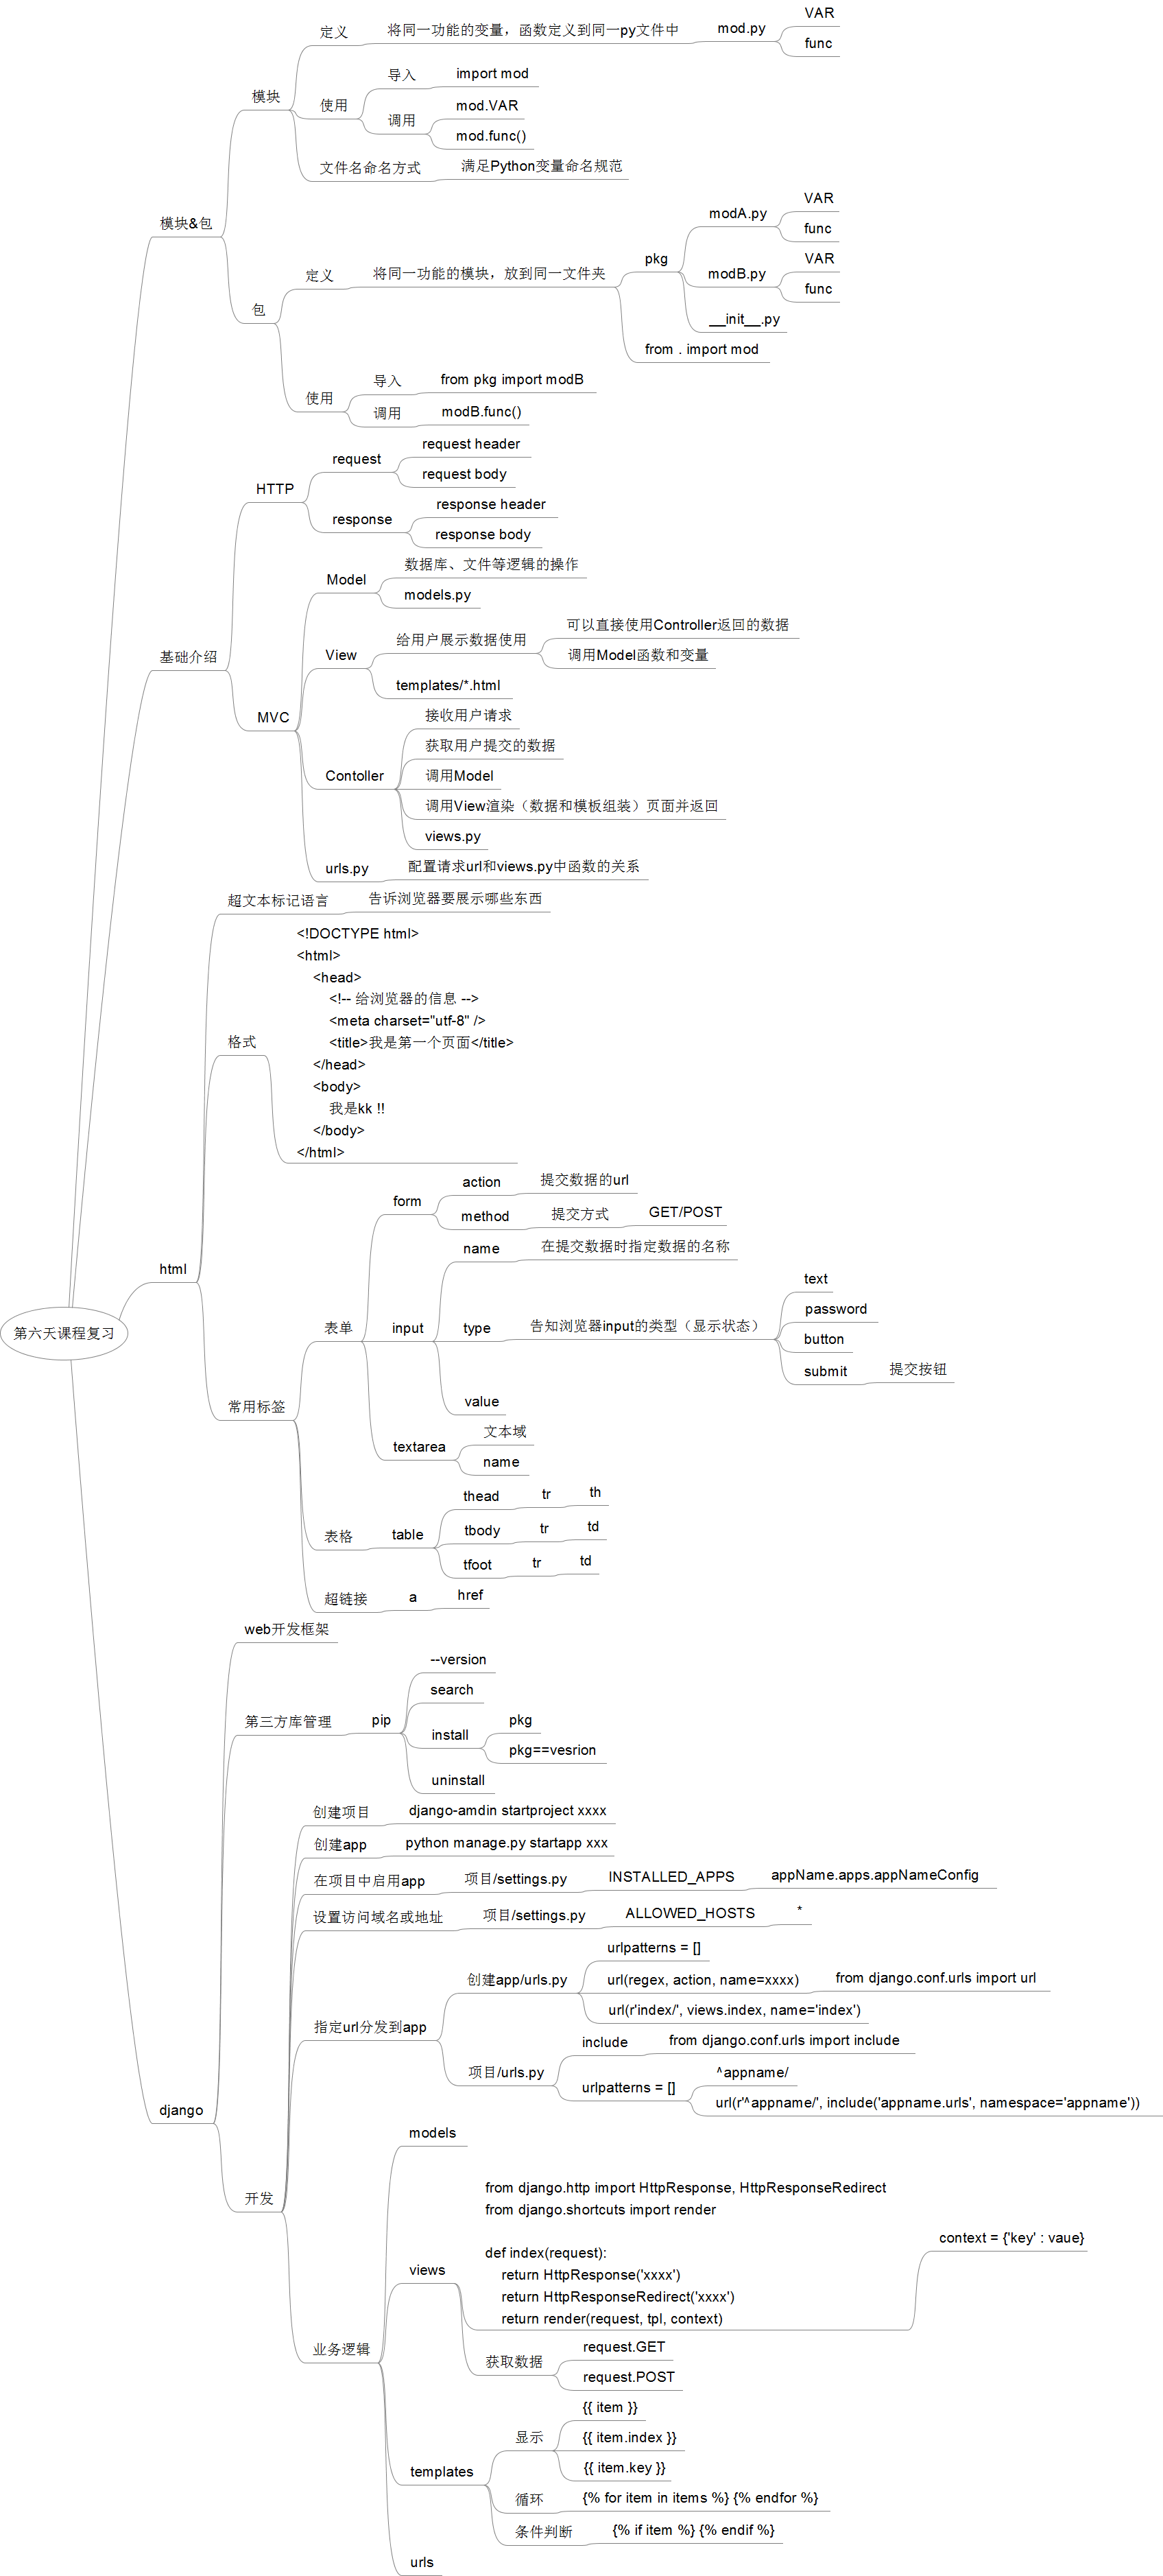 第六天课程复习
模块&包
模块
定义
将同一功能的变量，函数定义到同一py文件中
mod.py
VAR
func
使用
导入
import mod
调用
mod.VAR
mod.func()
文件名命名方式
满足Python变量命名规范
包
定义
将同一功能的模块，放到同一文件夹
pkg
modA.py
VAR
func
modB.py
VAR
func
__init__.py
from . import mod
使用
导入
from pkg import modB
调用
modB.func()
基础介绍
HTTP
request
request header
request body
response
response header
response body
MVC
Model
数据库、文件等逻辑的操作
models.py
View
给用户展示数据使用
可以直接使用Controller返回的数据
调用Model函数和变量
templates/*.html
Contoller
接收用户请求
获取用户提交的数据
调用Model
调用View渲染（数据和模板组装）页面并返回
views.py
urls.py
配置请求url和views.py中函数的关系
html
超文本标记语言
告诉浏览器要展示哪些东西
格式
<!DOCTYPE html>
<html>
<head>
<!-- 给浏览器的信息 -->
<meta charset="utf-8" />
<title>我是第一个页面</title>
</head>
<body>
我是kk !!
</body>
</html>
常用标签
表单
form
action
提交数据的url
method
提交方式
GET/POST
input
name
在提交数据时指定数据的名称
type
告知浏览器input的类型（显示状态）
text
password
button
submit
提交按钮
value
textarea
文本域
name
表格
table
thead
tr
th
tbody
tr
td
tfoot
tr
td
超链接
a
href
django
web开发框架
第三方库管理
pip
--version
search
install
pkg
pkg==vesrion
uninstall
开发
创建项目
django-amdin startproject xxxx
创建app
python manage.py startapp xxx
在项目中启用app
项目/settings.py
INSTALLED_APPS
appName.apps.appNameConfig
设置访问域名或地址
项目/settings.py
ALLOWED_HOSTS
*
指定url分发到app
创建app/urls.py
urlpatterns = []
url(regex, action, name=xxxx)
from django.conf.urls import url
url(r'index/', views.index, name='index')
项目/urls.py
include
from django.conf.urls import include
urlpatterns = []
^appname/
url(r'^appname/', include('appname.urls', namespace='appname'))
业务逻辑
models
views
from django.http import HttpResponse, HttpResponseRedirect
from django.shortcuts import render
def index(request):
return HttpResponse('xxxx')
return HttpResponseRedirect('xxxx')
return render(request, tpl, context)
context = {'key' : vaue}
获取数据
request.GET
request.POST
templates
显示
{{ item }}
{{ item.index }}
{{ item.key }}
循环
{% for item in items %} {% endfor %}
条件判断
{% if item %} {% endif %}
urls